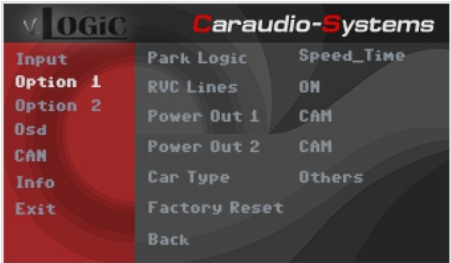 v.LOGiC Caraudio-Systems
Input
Option 1
Option 2
Osd
CAN
Info
Exit
Park Logic Speed_Time
RVC Lines ON
Power Out 1 CAM
Power Out 2 CAM
Car Type Others
Factory Reset
Back